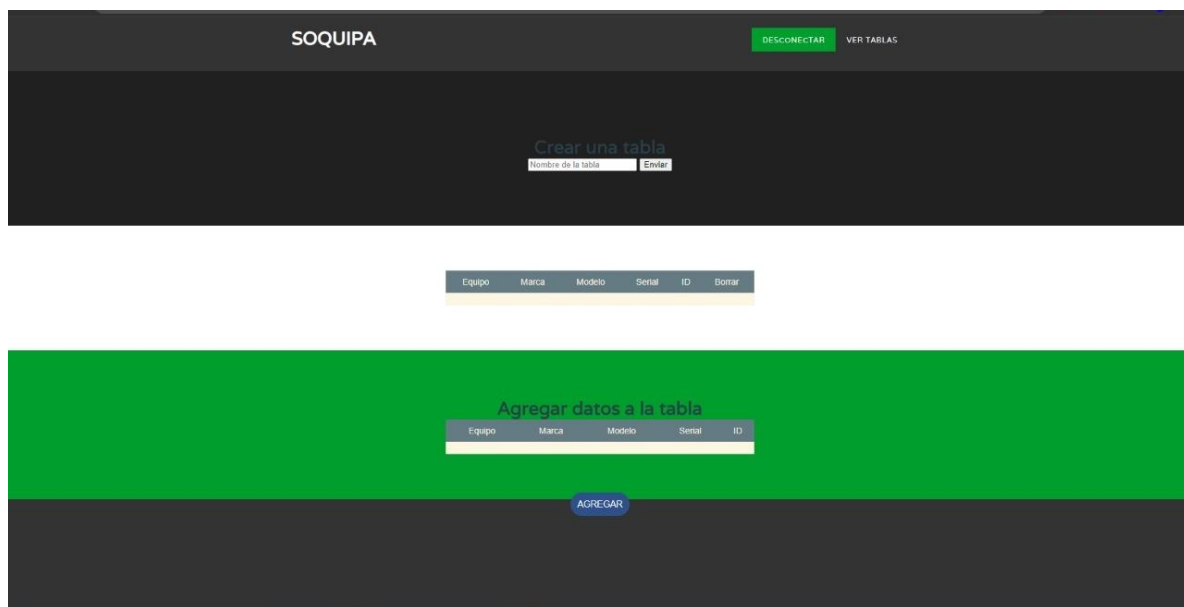 SOQUIPA
DESCONECTAR VER TABLAS
Crear una tabla
Nombre de la tabla Enviar
Equipo Marca Modelo Serial ID Borrar
Agregar datos a la tabla
Equipo Marca Modelo Serial ID
AGREGAR